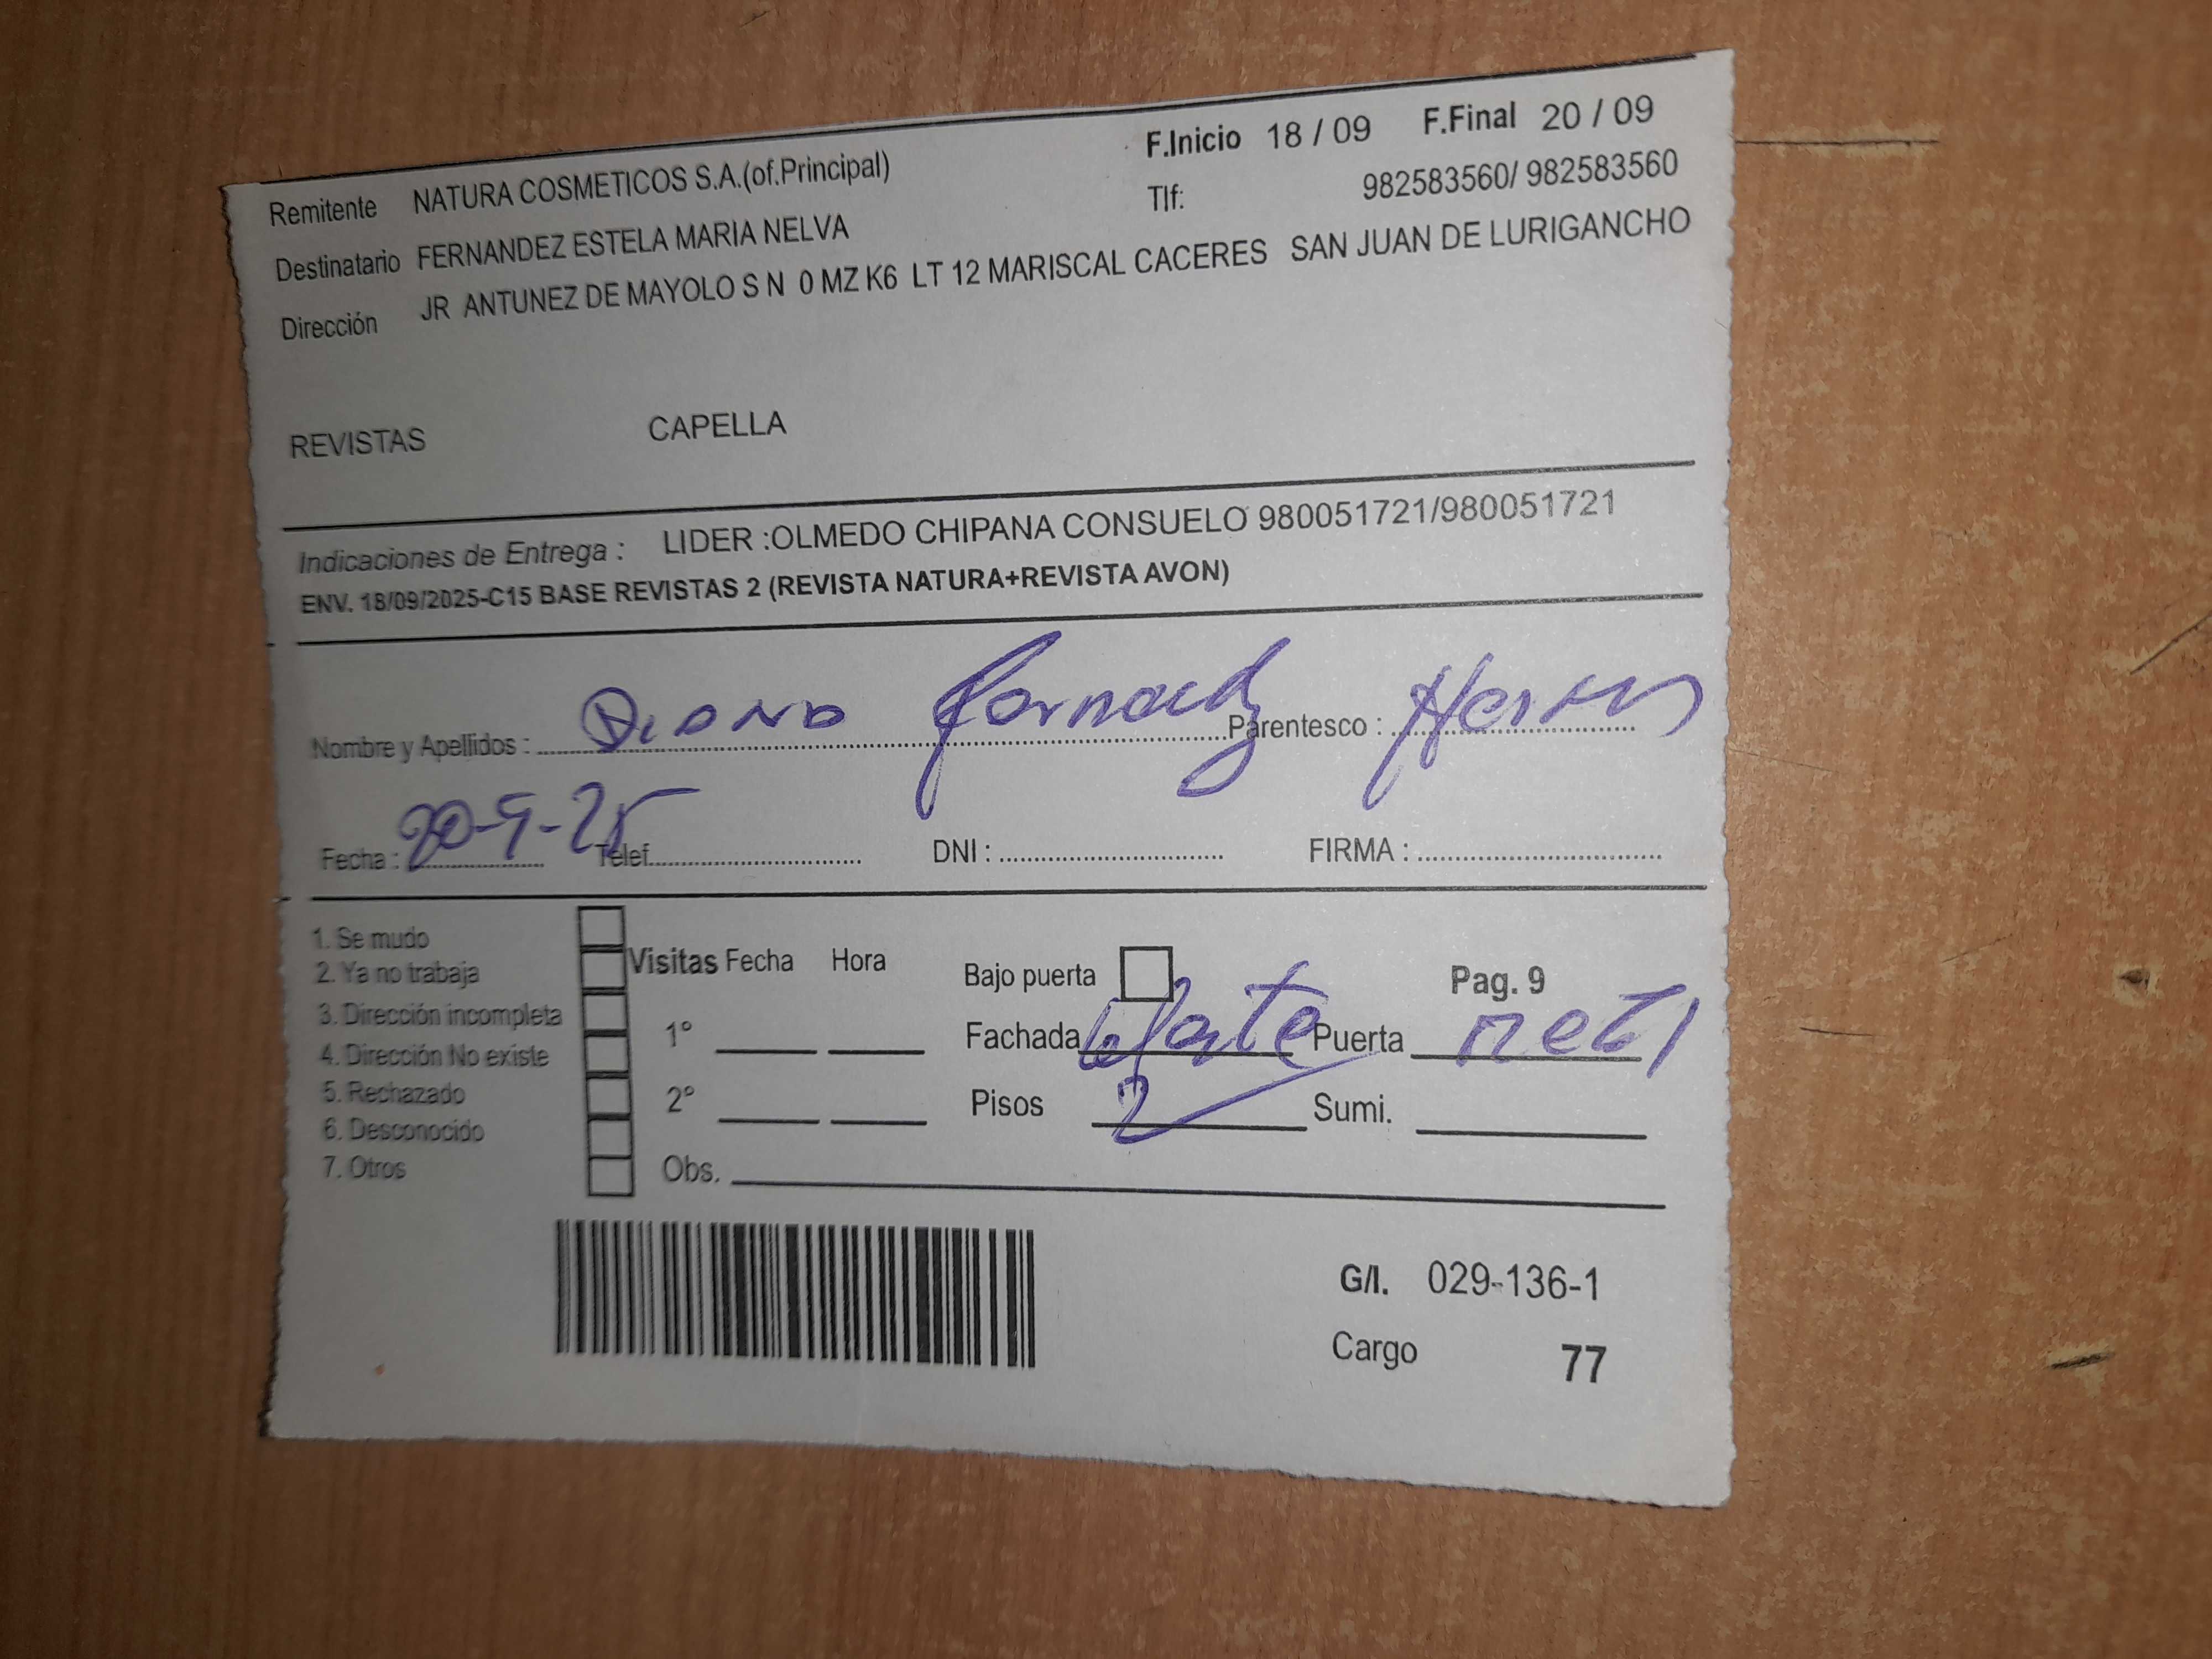 F.Inicio 18 / 09 F.Final 20 / 09
Remitente NATURA COSMETICOS S.A.(of.Principal) Tlf: 982583560/ 982583560
Destinatario FERNANDEZ ESTELA MARIA NELVA
Dirección JR ANTUNEZ DE MAYOLO S N 0 MZ K6 LT 12 MARISCAL CACERES SAN JUAN DE LURIGANCHO
REVISTAS CAPELLA
Indicaciones de Entrega : LIDER :OLMEDO CHIPANA CONSUELO 980051721/980051721
ENV. 18/09/2025-C15 BASE REVISTAS 2 (REVISTA NATURA+REVISTA AVON)
Nombre y Apellidos : Parentesco :
Fecha : 20-9-25 Telef. DNI : FIRMA :
1. Se mudo
2. Ya no trabaja
3. Dirección incompleta
4. Dirección No existe
5. Rechazado
6. Desconocido
7. Otros
Visitas Fecha Hora
1°
2°
Obs.
Bajo puerta Pag. 9
Fachada Puerta
Pisos 2 Sumi.
G/I. 029-136-1
Cargo 77